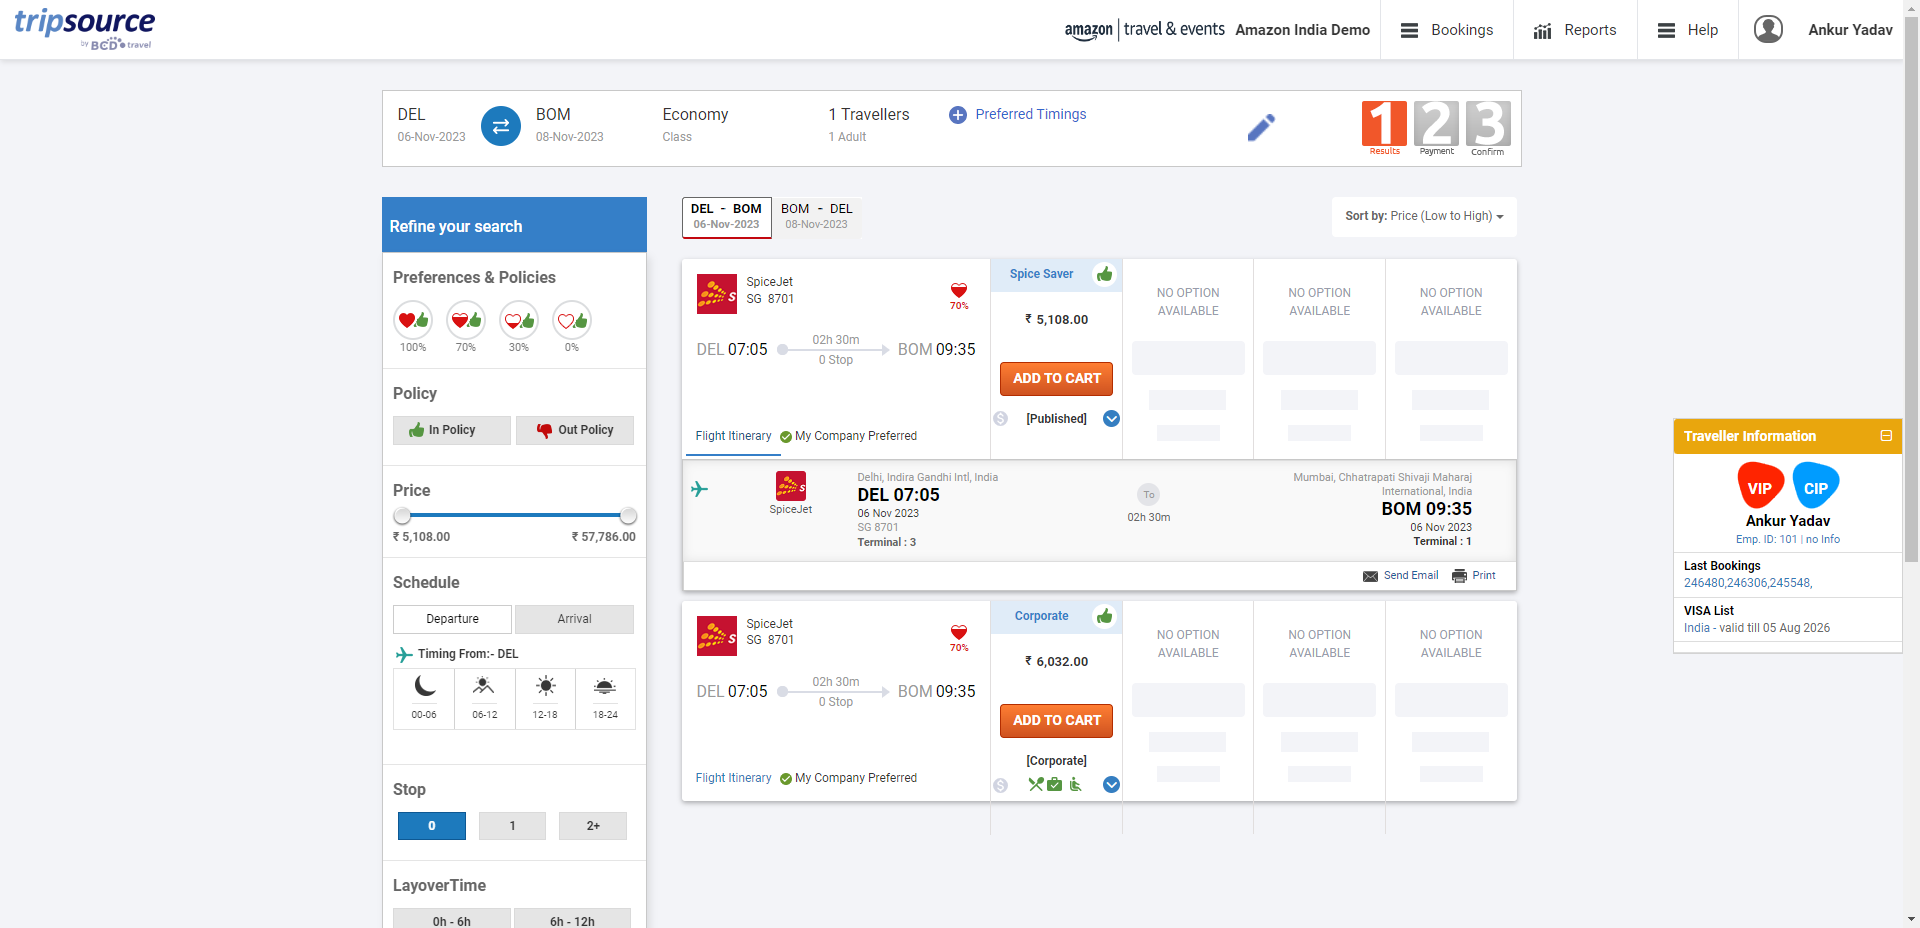 tripsource
by BCD travel
amazon | travel & events
Amazon India Demo
Bookings
Reports
Help
Ankur Yadav
DEL
06-Nov-2023
BOM
08-Nov-2023
Economy
Class
1 Travellers
1 Adult
Preferred Timings
1
Results
2
Payment
3
Confirm
Refine your search
Preferences & Policies
100%
70%
30%
0%
Policy
In Policy
Out Policy
Price
₹ 5,108.00
₹ 57,786.00
Schedule
Departure
Arrival
Timing From:- DEL
00-06
06-12
12-18
18-24
Stop
0
1
2+
LayoverTime
0h - 6h
6h - 12h
DEL - BOM
06-Nov-2023
BOM - DEL
08-Nov-2023
Sort by: Price (Low to High)
SpiceJet
SG 8701
70%
DEL 07:05
02h 30m
0 Stop
BOM 09:35
Flight Itinerary
My Company Preferred
Spice Saver
₹ 5,108.00
ADD TO CART
[Published]
NO OPTION
AVAILABLE
NO OPTION
AVAILABLE
NO OPTION
AVAILABLE
SpiceJet
Delhi, Indira Gandhi Intl, India
DEL 07:05
06 Nov 2023
SG 8701
Terminal : 3
To
02h 30m
Mumbai, Chhatrapati Shivaji Maharaj
International, India
BOM 09:35
06 Nov 2023
Terminal : 1
Send Email
Print
SpiceJet
SG 8701
70%
DEL 07:05
02h 30m
0 Stop
BOM 09:35
Flight Itinerary
My Company Preferred
Corporate
₹ 6,032.00
ADD TO CART
[Corporate]
NO OPTION
AVAILABLE
NO OPTION
AVAILABLE
NO OPTION
AVAILABLE
Traveller Information
VIP
CIP
Ankur Yadav
Emp. ID: 101 | no Info
Last Bookings
246480,246306,245548,
VISA List
India - valid till 05 Aug 2026